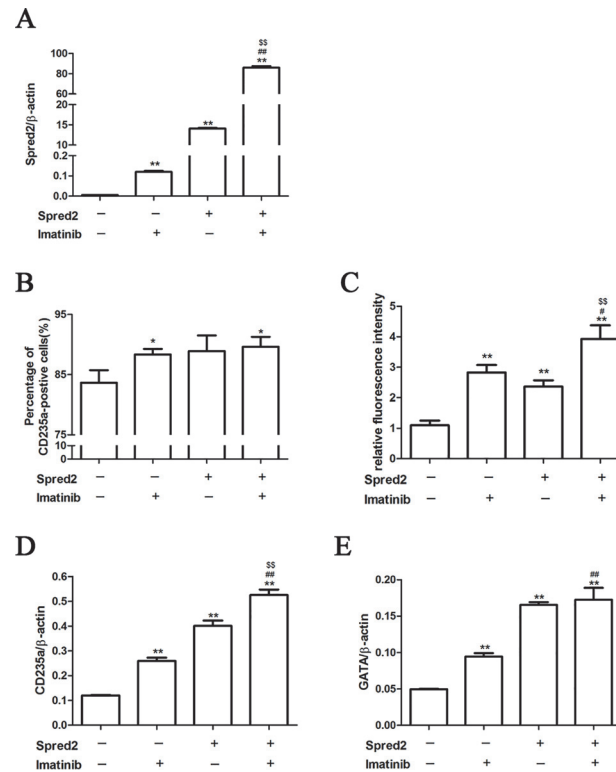 A
Spred2/β-actin
100
80
60
20
15
10
0.2
0.1
0.0
**
**
$$
##
**
Spred2 – – + +
Imatinib – + – +
B
Percentage of
CD235a-postive cells(%)
95
85
75
10
0
*
*
Spred2 – – + +
Imatinib – + – +
C
relative fluorescence intensity
5
4
3
2
1
0
**
**
$$
#
**
Spred2 – – + +
Imatinib – + – +
D
CD235a/β-actin
0.6
0.5
0.4
0.3
0.2
0.1
0.0
**
**
$$
##
**
Spred2 – – + +
Imatinib – + – +
E
GATA/β-actin
0.20
0.15
0.10
0.05
0.00
**
**
##
**
Spred2 – – + +
Imatinib – + – +